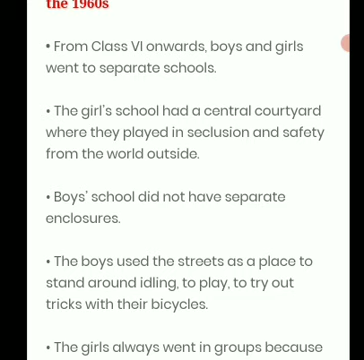 the 1960s
• From Class VI onwards, boys and girls
went to separate schools.
• The girl's school had a central courtyard
where they played in seclusion and safety
from the world outside.
• Boys' school did not have separate
enclosures.
• The boys used the streets as a place to
stand around idling, to play, to try out
tricks with their bicycles.
• The girls always went in groups because